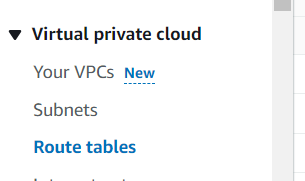 Virtual private cloud
Your VPCs New
Subnets
Route tables